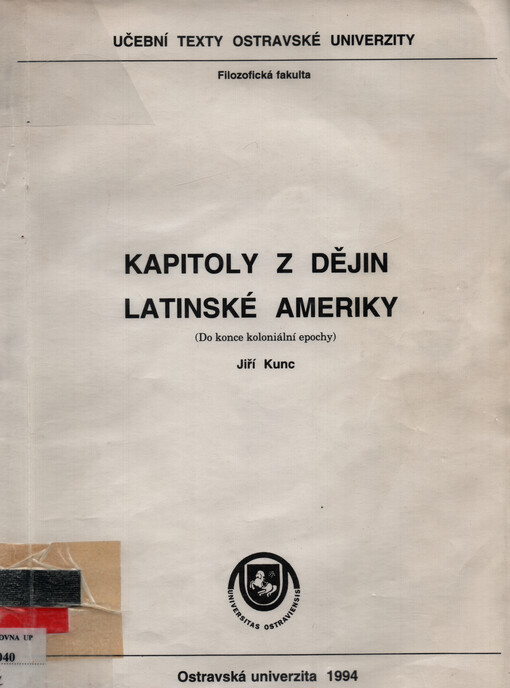 UČEBNÍ TEXTY OSTRAVSKÉ UNIVERZITY
Filozofická fakulta
KAPITOLY Z DĚJIN
LATINSKÉ AMERIKY
(Do konce koloniální epochy)
Jiří Kunc
UNIVERSITAS OSTRAVIENSIS
OVNA UP
040
Ostravská univerzita 1994